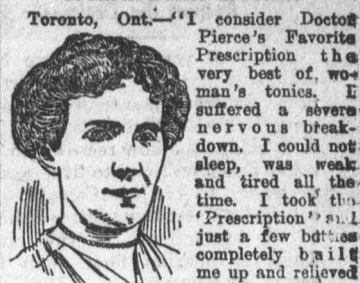 Toronto, Ont.—"I consider Doctor
Pierce's Favorite
Prescription the
very best of wo-
man's tonics. I
suffered a severe
nervous break-
down. I could not
sleep, was weak
and tired all the
time. I took the
'Prescription' and
just a few bottles
completely built
me up and relieved